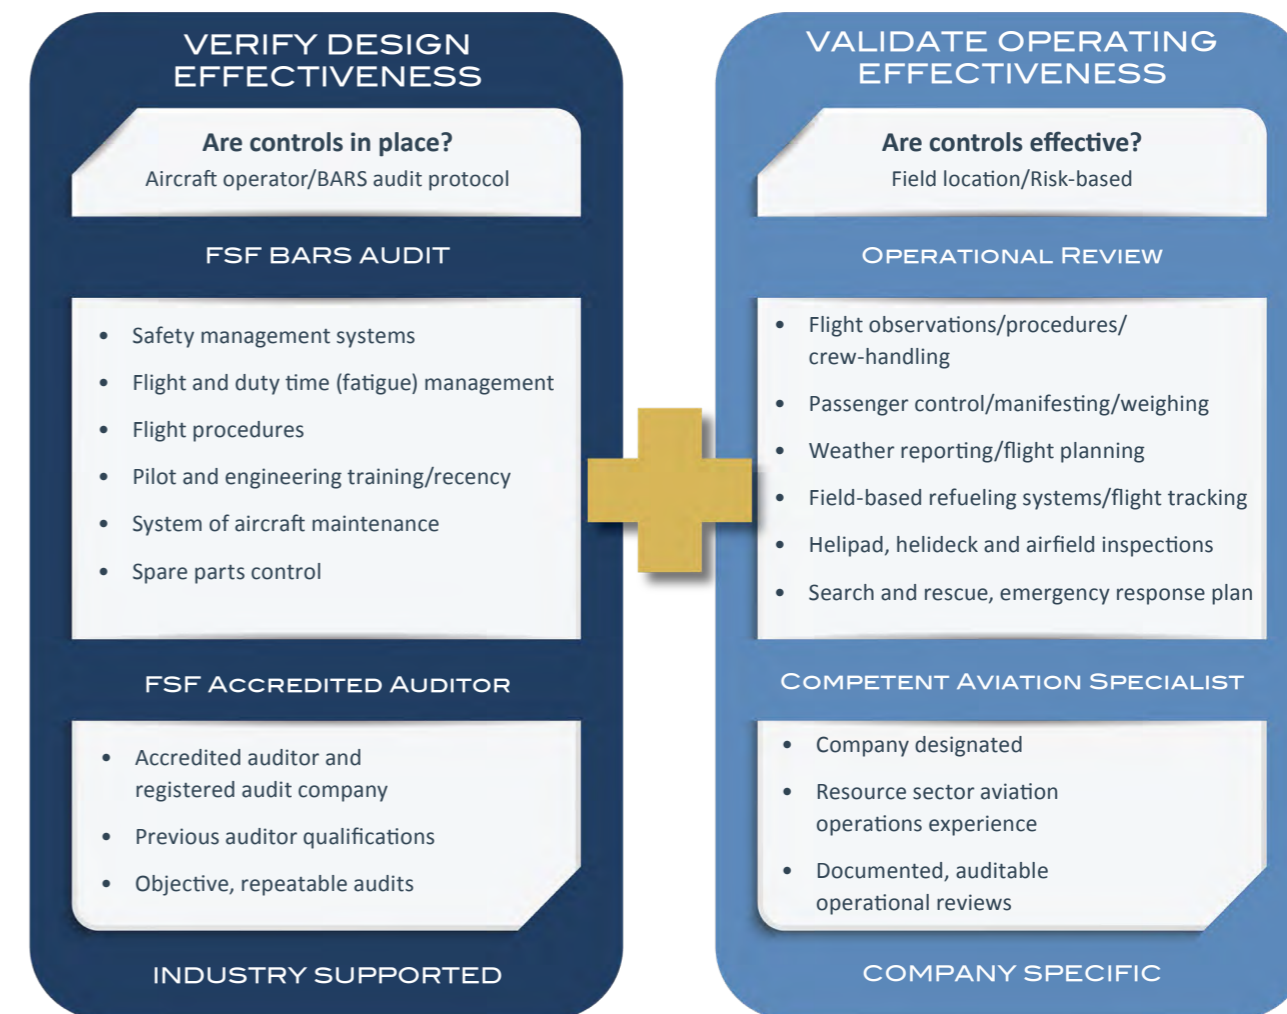 VERIFY DESIGN
EFFECTIVENESS
Are controls in place?
Aircraft operator/BARS audit protocol
FSF BARS AUDIT
• Safety management systems
• Flight and duty time (fatigue) management
• Flight procedures
• Pilot and engineering training/recency
• System of aircraft maintenance
• Spare parts control
FSF ACCREDITED AUDITOR
• Accredited auditor and
registered audit company
• Previous auditor qualifications
• Objective, repeatable audits
INDUSTRY SUPPORTED
VALIDATE OPERATING
EFFECTIVENESS
Are controls effective?
Field location/Risk-based
OPERATIONAL REVIEW
• Flight observations/procedures/
crew-handling
• Passenger control/manifesting/weighing
• Weather reporting/flight planning
• Field-based refueling systems/flight tracking
• Helipad, helideck and airfield inspections
• Search and rescue, emergency response plan
COMPETENT AVIATION SPECIALIST
• Company designated
• Resource sector aviation
operations experience
• Documented, auditable
operational reviews
COMPANY SPECIFIC